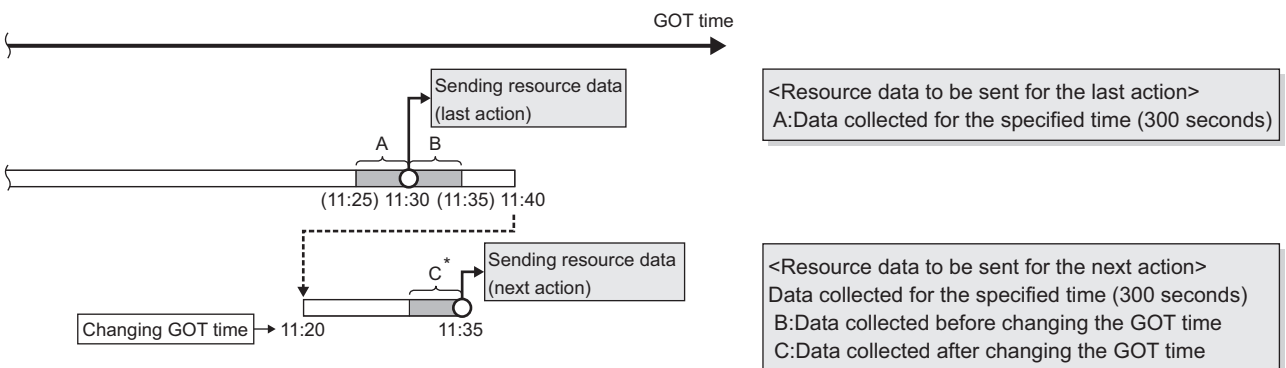 GOT time
Sending resource data
(last action)
<Resource data to be sent for the last action>
A:Data collected for the specified time (300 seconds)
A B
(11:25) 11:30 (11:35) 11:40
C*
Sending resource data
(next action)
Changing GOT time
11:20
11:35
<Resource data to be sent for the next action>
Data collected for the specified time (300 seconds)
B:Data collected before changing the GOT time
C:Data collected after changing the GOT time